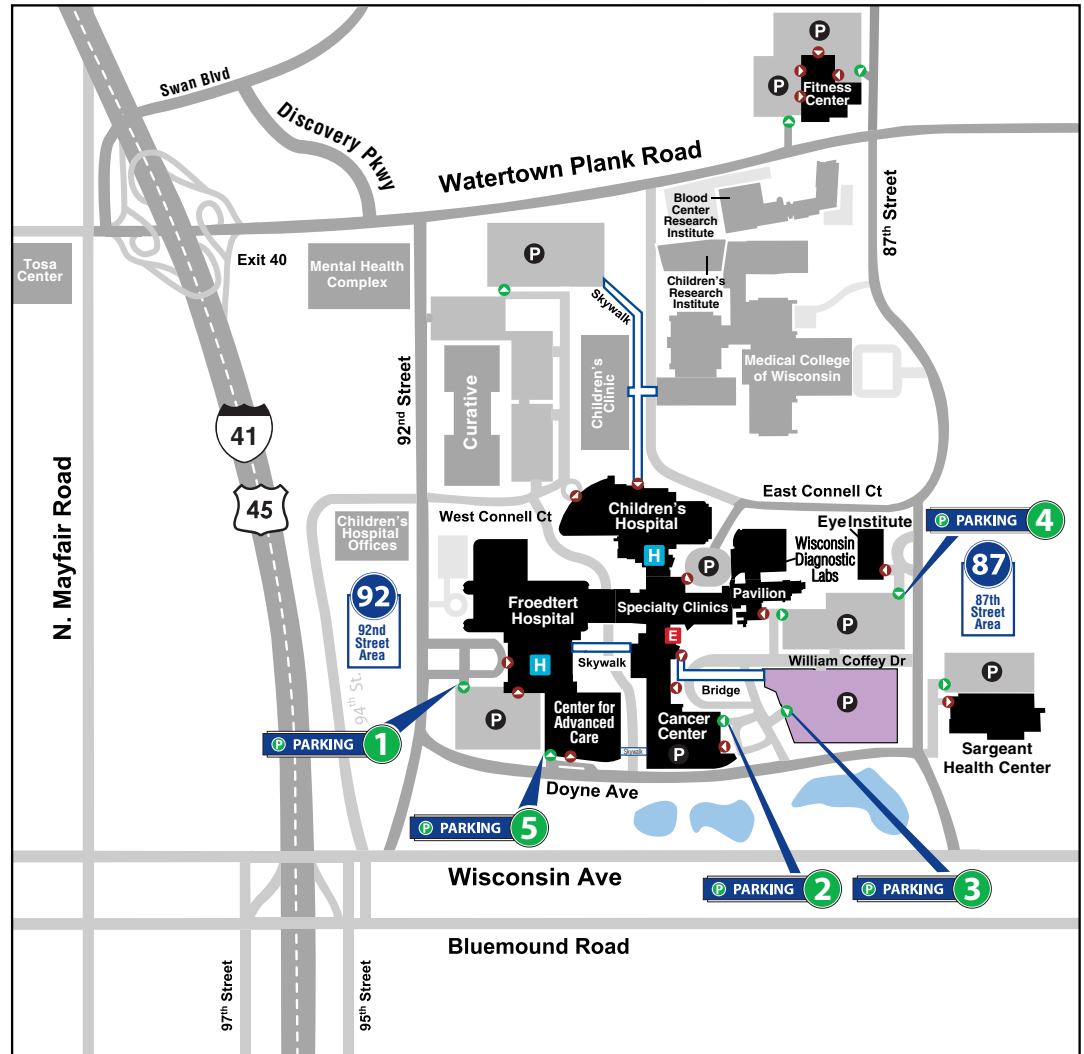 P
Swan Blvd
Discovery Pkwy
P
Fitness
Center
Watertown Plank Road
Blood
Center
Research
Institute
87th Street
Tosa
Center
Exit 40
Mental Health
Complex
P
Children's
Research
Institute
Skywalk
92nd Street
Curative
Children's
Clinic
Medical College
of Wisconsin
41
45
N. Mayfair Road
West Connell Ct
Children's
Hospital
East Connell Ct
P PARKING 4
Children's
Hospital
Offices
Eye Institute
Wisconsin
Diagnostic
Labs
H
P
92
92nd
Street
Area
87
87th
Street
Area
Froedtert
Hospital
Specialty Clinics
Pavilion
P
E
H
Skywalk
William Coffey Dr
Bridge
94th St.
P
P
P
Center for
Advanced
Care
Cancer
Center
P
P PARKING 1
Skywalk
Sargeant
Health Center
Doyne Ave
P PARKING 5
Wisconsin Ave
P PARKING 2
P PARKING 3
Bluemound Road
97th Street
95th Street